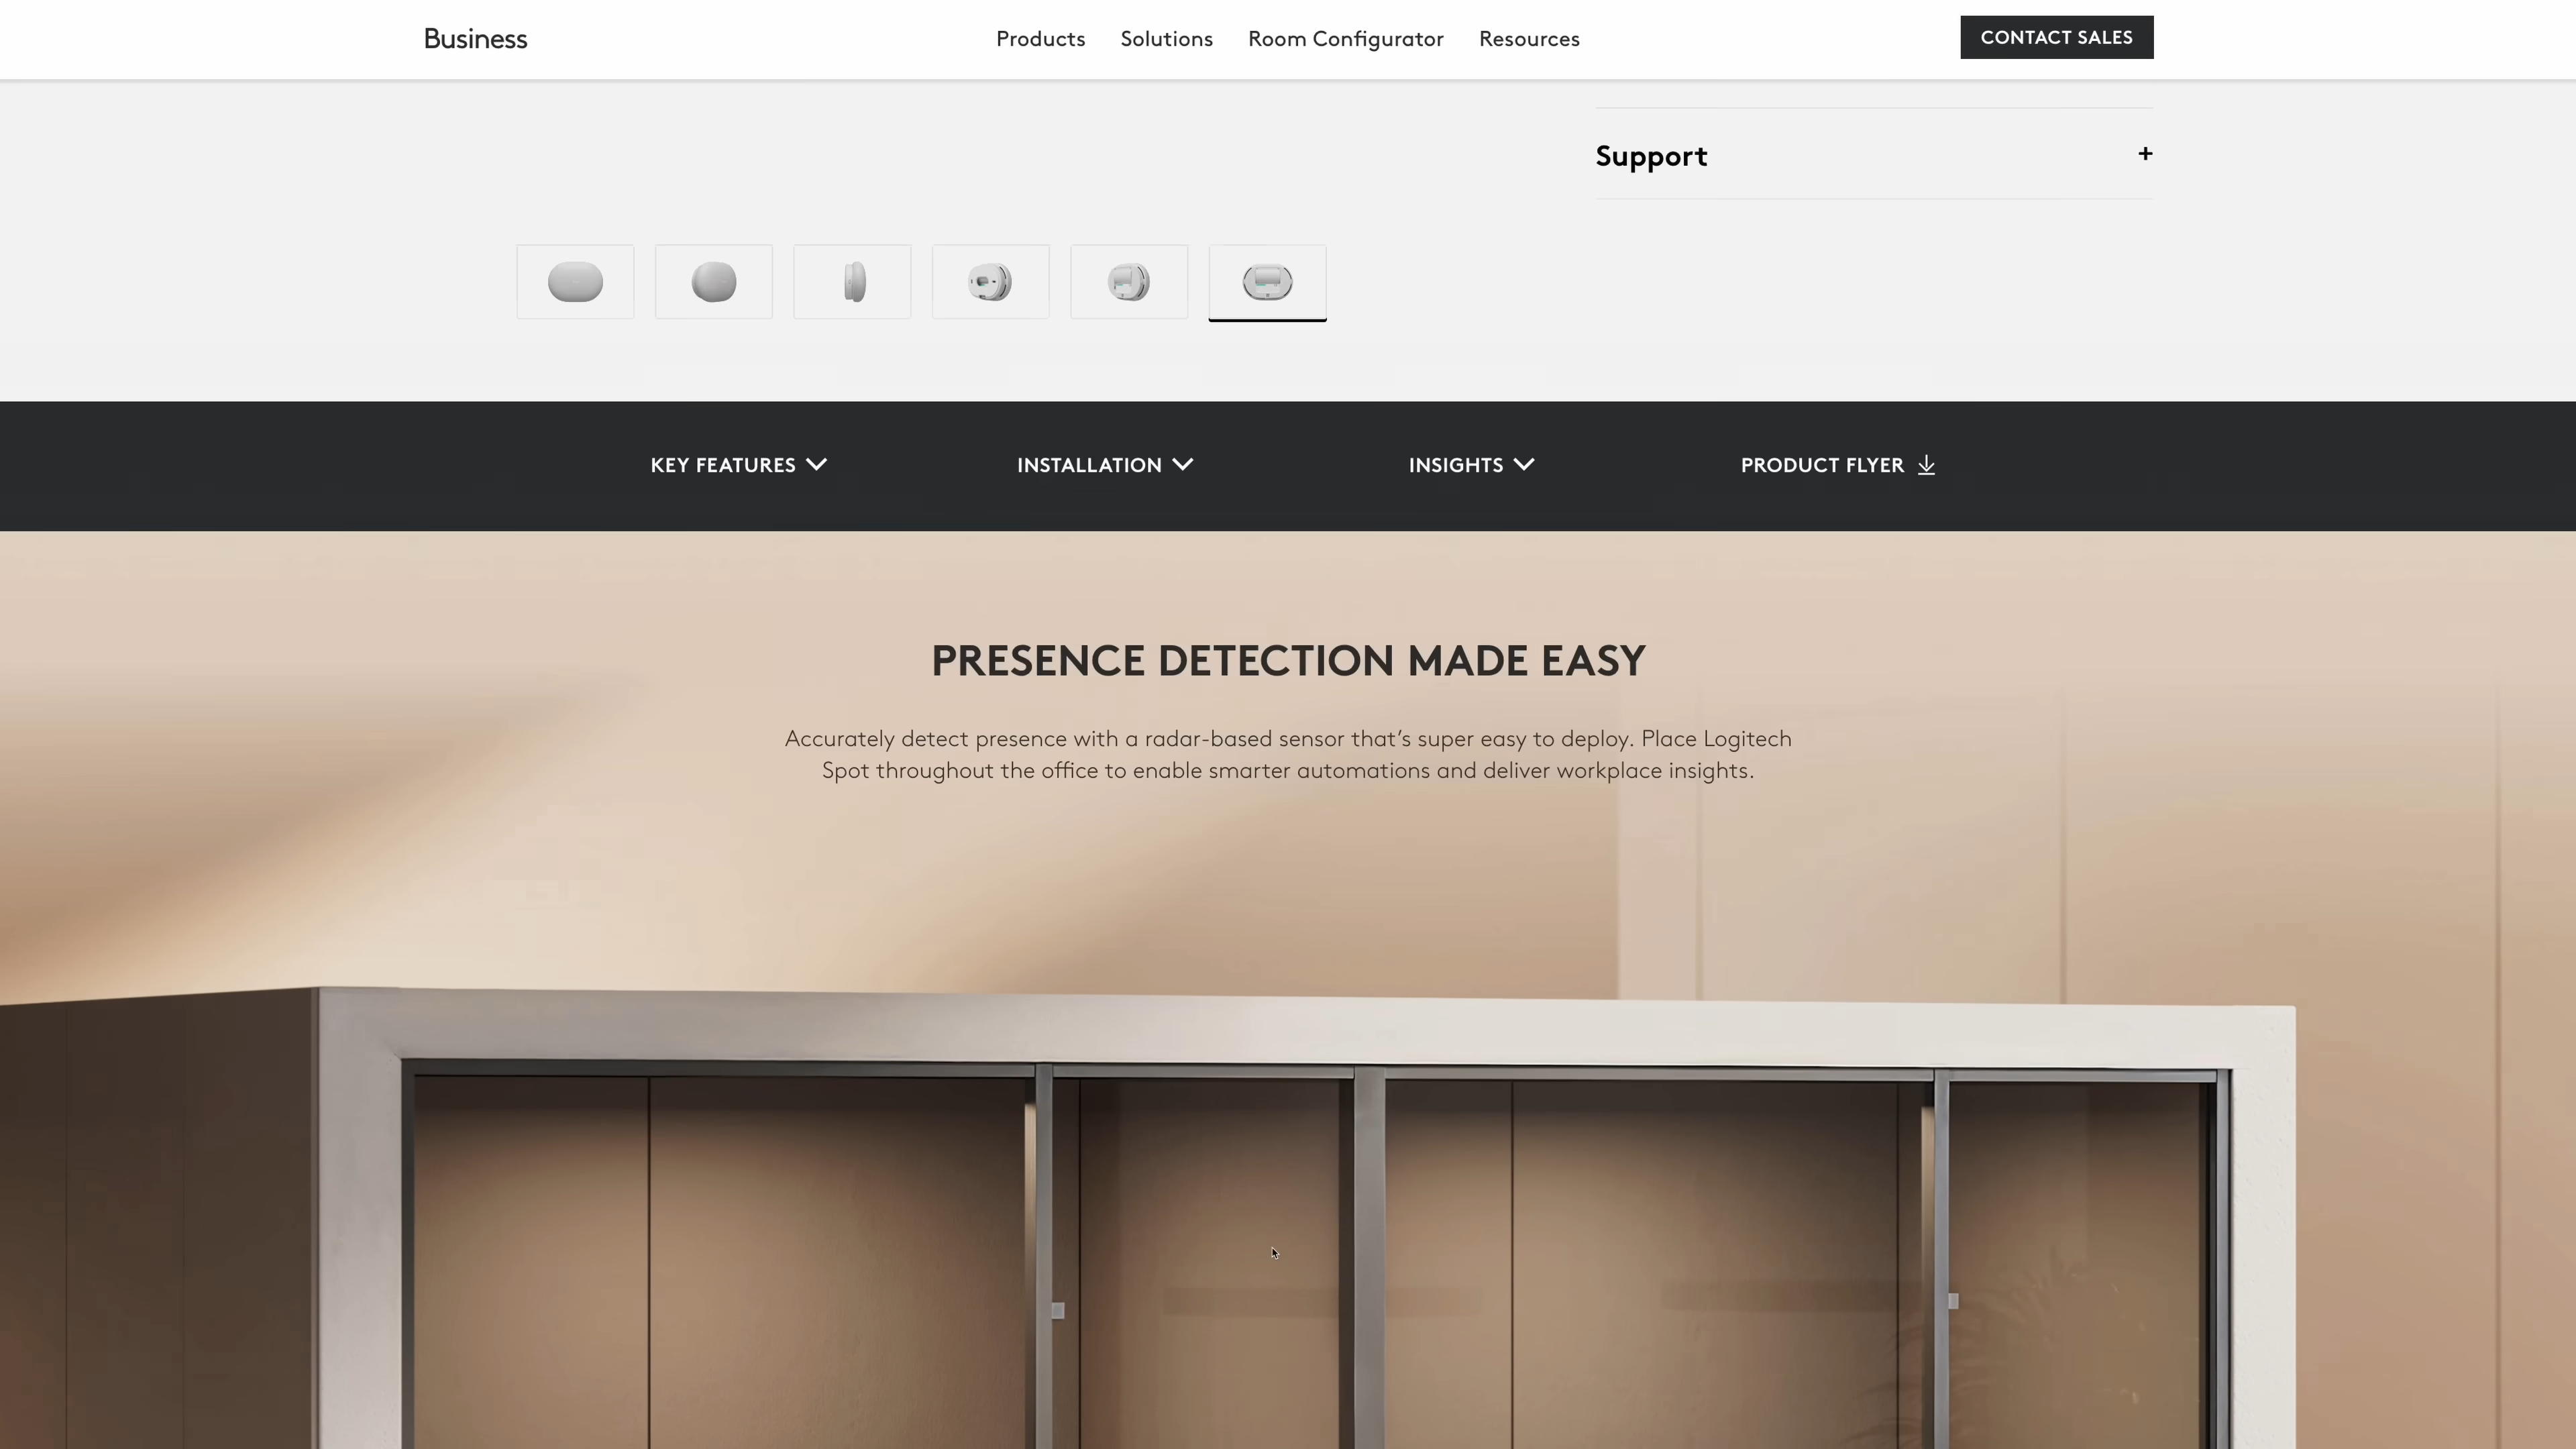 Business
Products
Solutions
Room Configurator
Resources
CONTACT SALES
Support
+
KEY FEATURES
INSTALLATION
INSIGHTS
PRODUCT FLYER
PRESENCE DETECTION MADE EASY
Accurately detect presence with a radar-based sensor that's super easy to deploy. Place Logitech
Spot throughout the office to enable smarter automations and deliver workplace insights.